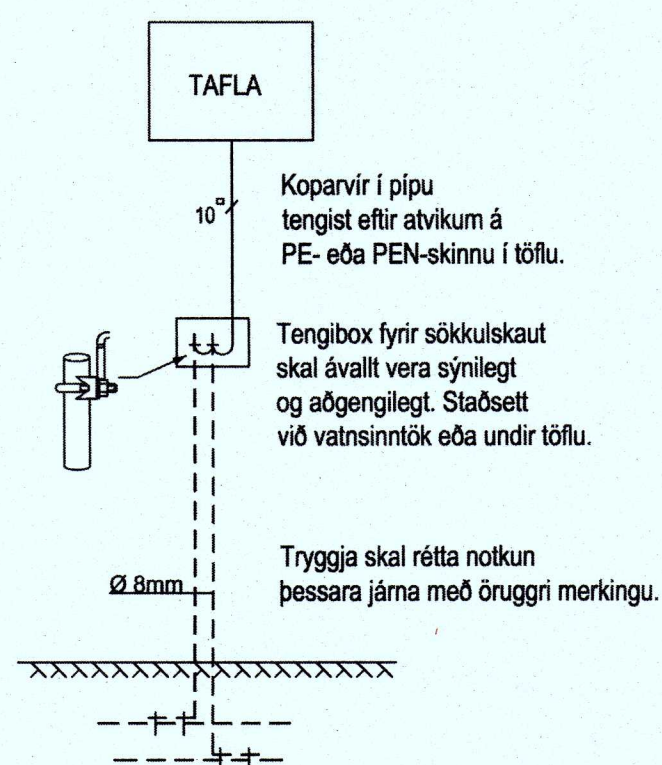 TAFLA
10□
Koparvír í pípu
tengist eftir atvikum á
PE- eða PEN-skinnu í töflu.
Tengibox fyrir sökkulskaut
skal ávallt vera sýnilegt
og aðgengilegt. Staðsett
við vatnsinntök eða undir töflu.
Tryggja skal rétta notkun
þessara járna með öruggri merkingu.
Ø 8mm